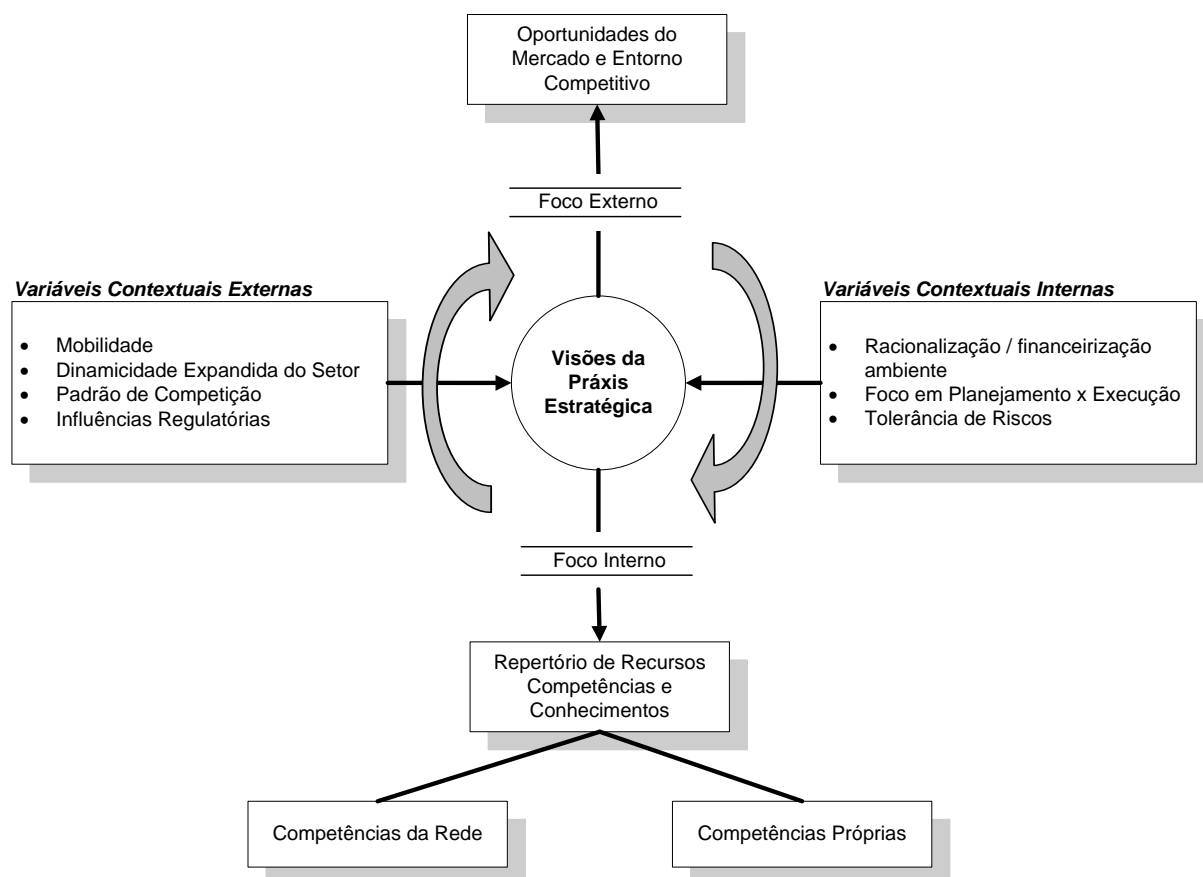 Oportunidades do
Mercado e Entorno
Competitivo
Foco Externo
Variáveis Contextuais Externas
• Mobilidade
• Dinamicidade Expandida do Setor
• Padrão de Competição
• Influências Regulatórias
Visões da
Práxis
Estratégica
Variáveis Contextuais Internas
• Racionalização / financeirização
ambiente
• Foco em Planejamento x Execução
• Tolerância de Riscos
Foco Interno
Repertório de Recursos
Competências e
Conhecimentos
Competências da Rede
Competências Próprias